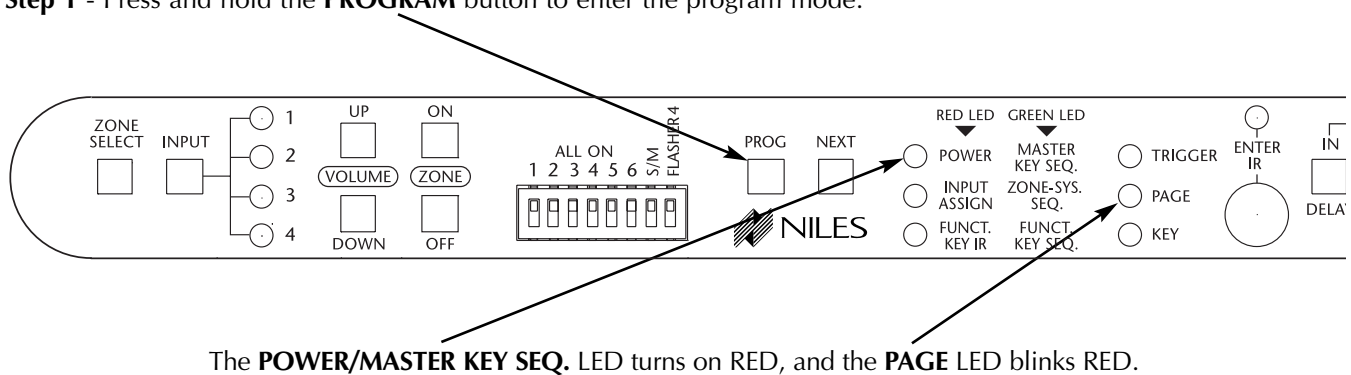 Step 1 - Press and hold the PROGRAM button to enter the program mode.
ZONE
SELECT
INPUT
1
2
3
4
UP
VOLUME
DOWN
ON
ZONE
OFF
ALL ON
1 2 3 4 5 6 S/M FLASHER 4
PROG
NEXT
NILES
RED LED
GREEN LED
POWER
MASTER
KEY SEQ.
INPUT
ASSIGN
ZONE-SYS.
SEQ.
FUNCT.
KEY IR
FUNCT.
KEY SEQ.
TRIGGER
PAGE
KEY
ENTER
IR
IN
DELAY
The POWER/MASTER KEY SEQ. LED turns on RED, and the PAGE LED blinks RED.